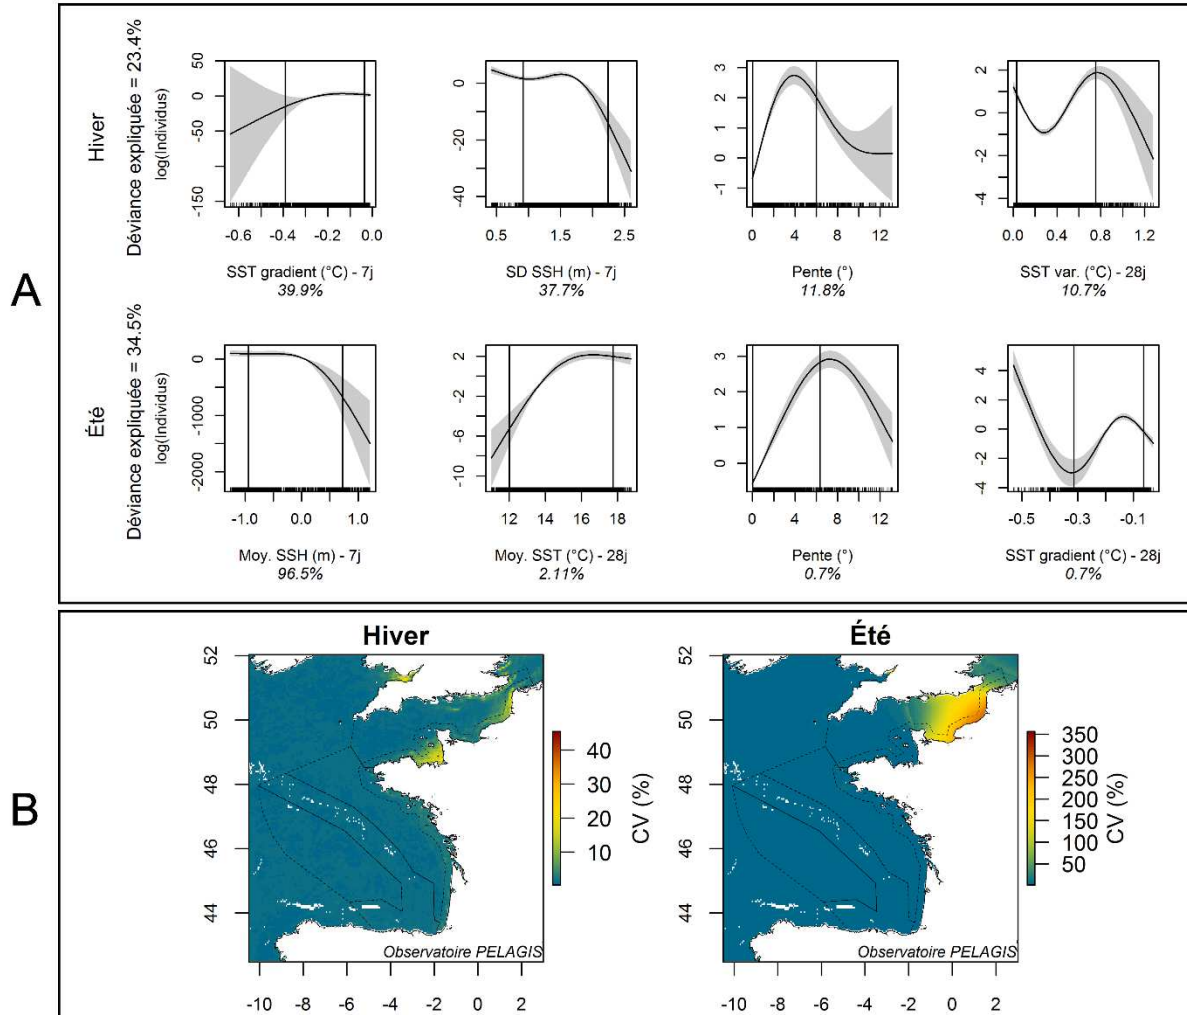 A
Hiver
Déviance expliquée = 23.4%
log(Individus)
50
0
-50
-150
-0.6 -0.4 -0.2 0.0
SST gradient (°C) - 7j
39.9%
0
-20
-40
0.5 1.5 2.5
SD SSH (m) - 7j
37.7%
3
2
1
0
-1
0 4 8 12
Pente (°)
11.8%
2
0
-2
-4
0.0 0.4 0.8 1.2
SST var. (°C) - 28j
10.7%
Été
Déviance expliquée = 34.5%
log(Individus)
0
-1000
-2000
-1.0 0.0 1.0
Moy. SSH (m) - 7j
96.5%
2
-2
-6
-10
12 14 16 18
Moy. SST (°C) - 28j
2.11%
3
2
1
0
0 4 8 12
Pente (°)
0.7%
4
2
0
-2
-4
-0.5 -0.3 -0.1
SST gradient (°C) - 28j
0.7%
B
Hiver
52
50
48
46
44
-10 -8 -6 -4 -2 0 2
Observatoire PELAGIS
40
30
20
10
CV (%)
Été
52
50
48
46
44
-10 -8 -6 -4 -2 0 2
Observatoire PELAGIS
350
300
250
200
150
100
50
CV (%)